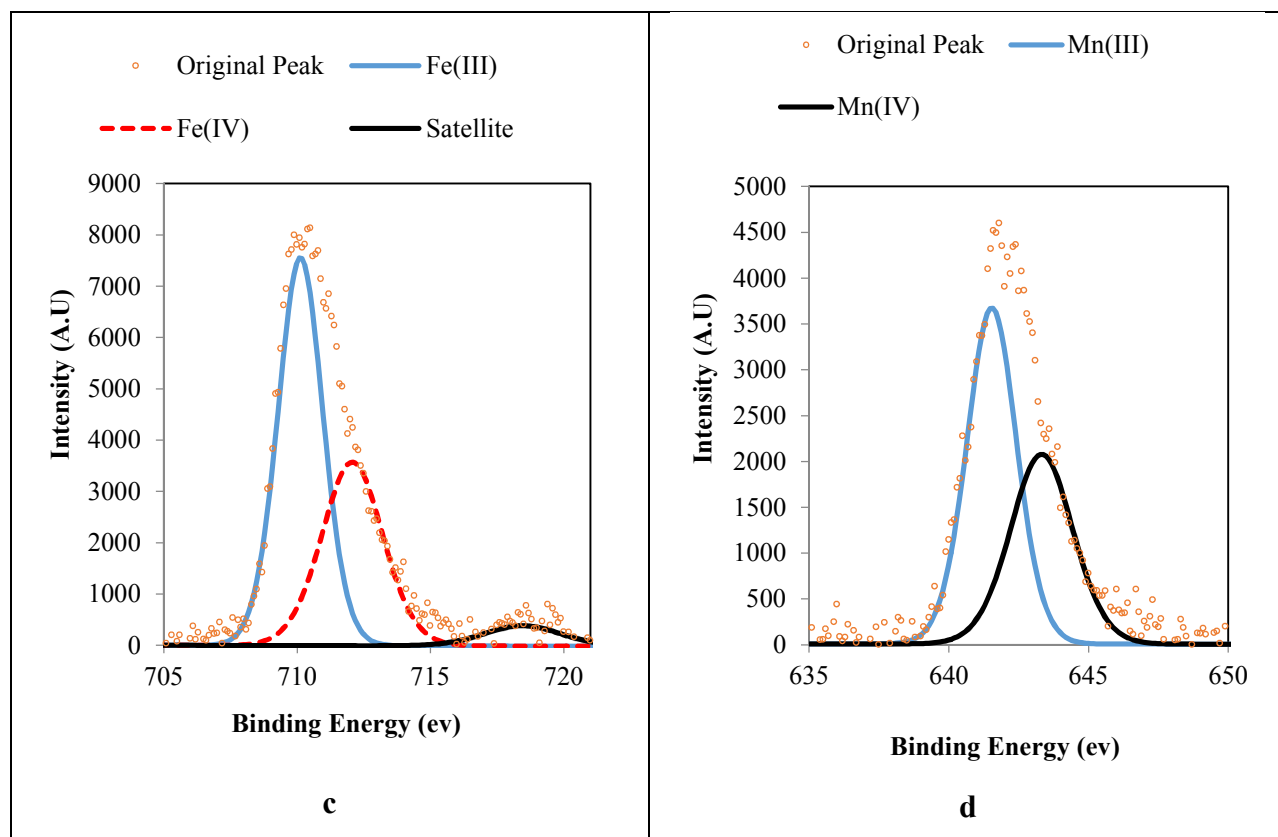 Original Peak
Fe(III)
Fe(IV)
Satellite
9000
8000
7000
6000
5000
4000
3000
2000
1000
0
Intensity (A.U)
705 710 715 720
Binding Energy (ev)
c
Original Peak
Mn(III)
Mn(IV)
5000
4500
4000
3500
3000
2500
2000
1500
1000
500
0
Intensity (A.U)
635 640 645 650
Binding Energy (ev)
d